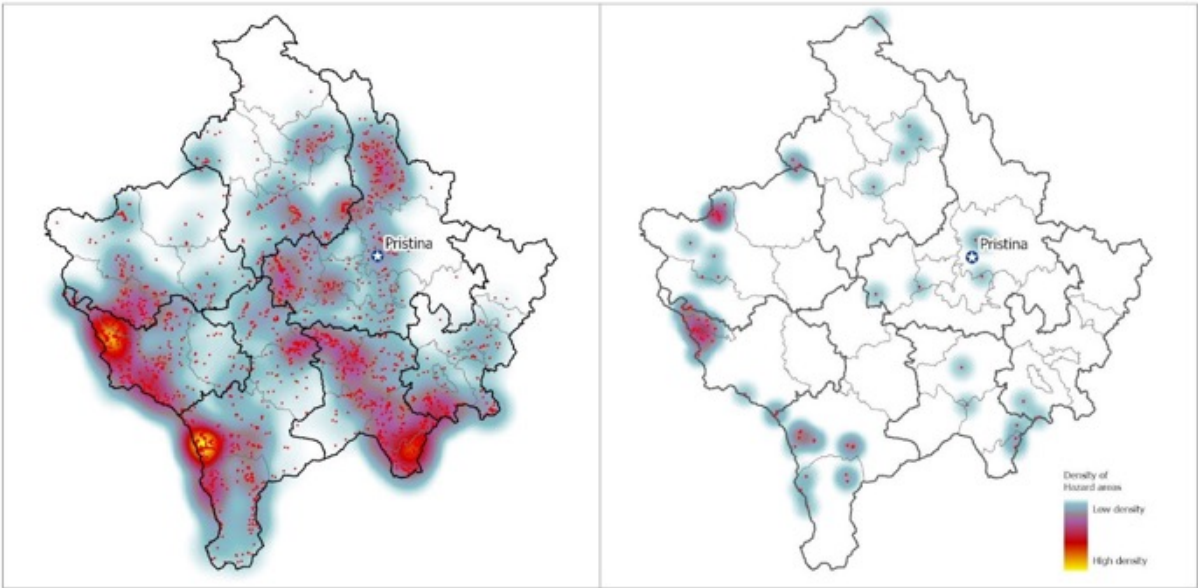 Pristina
Pristina
Density of
Hazard areas
Low density
High density